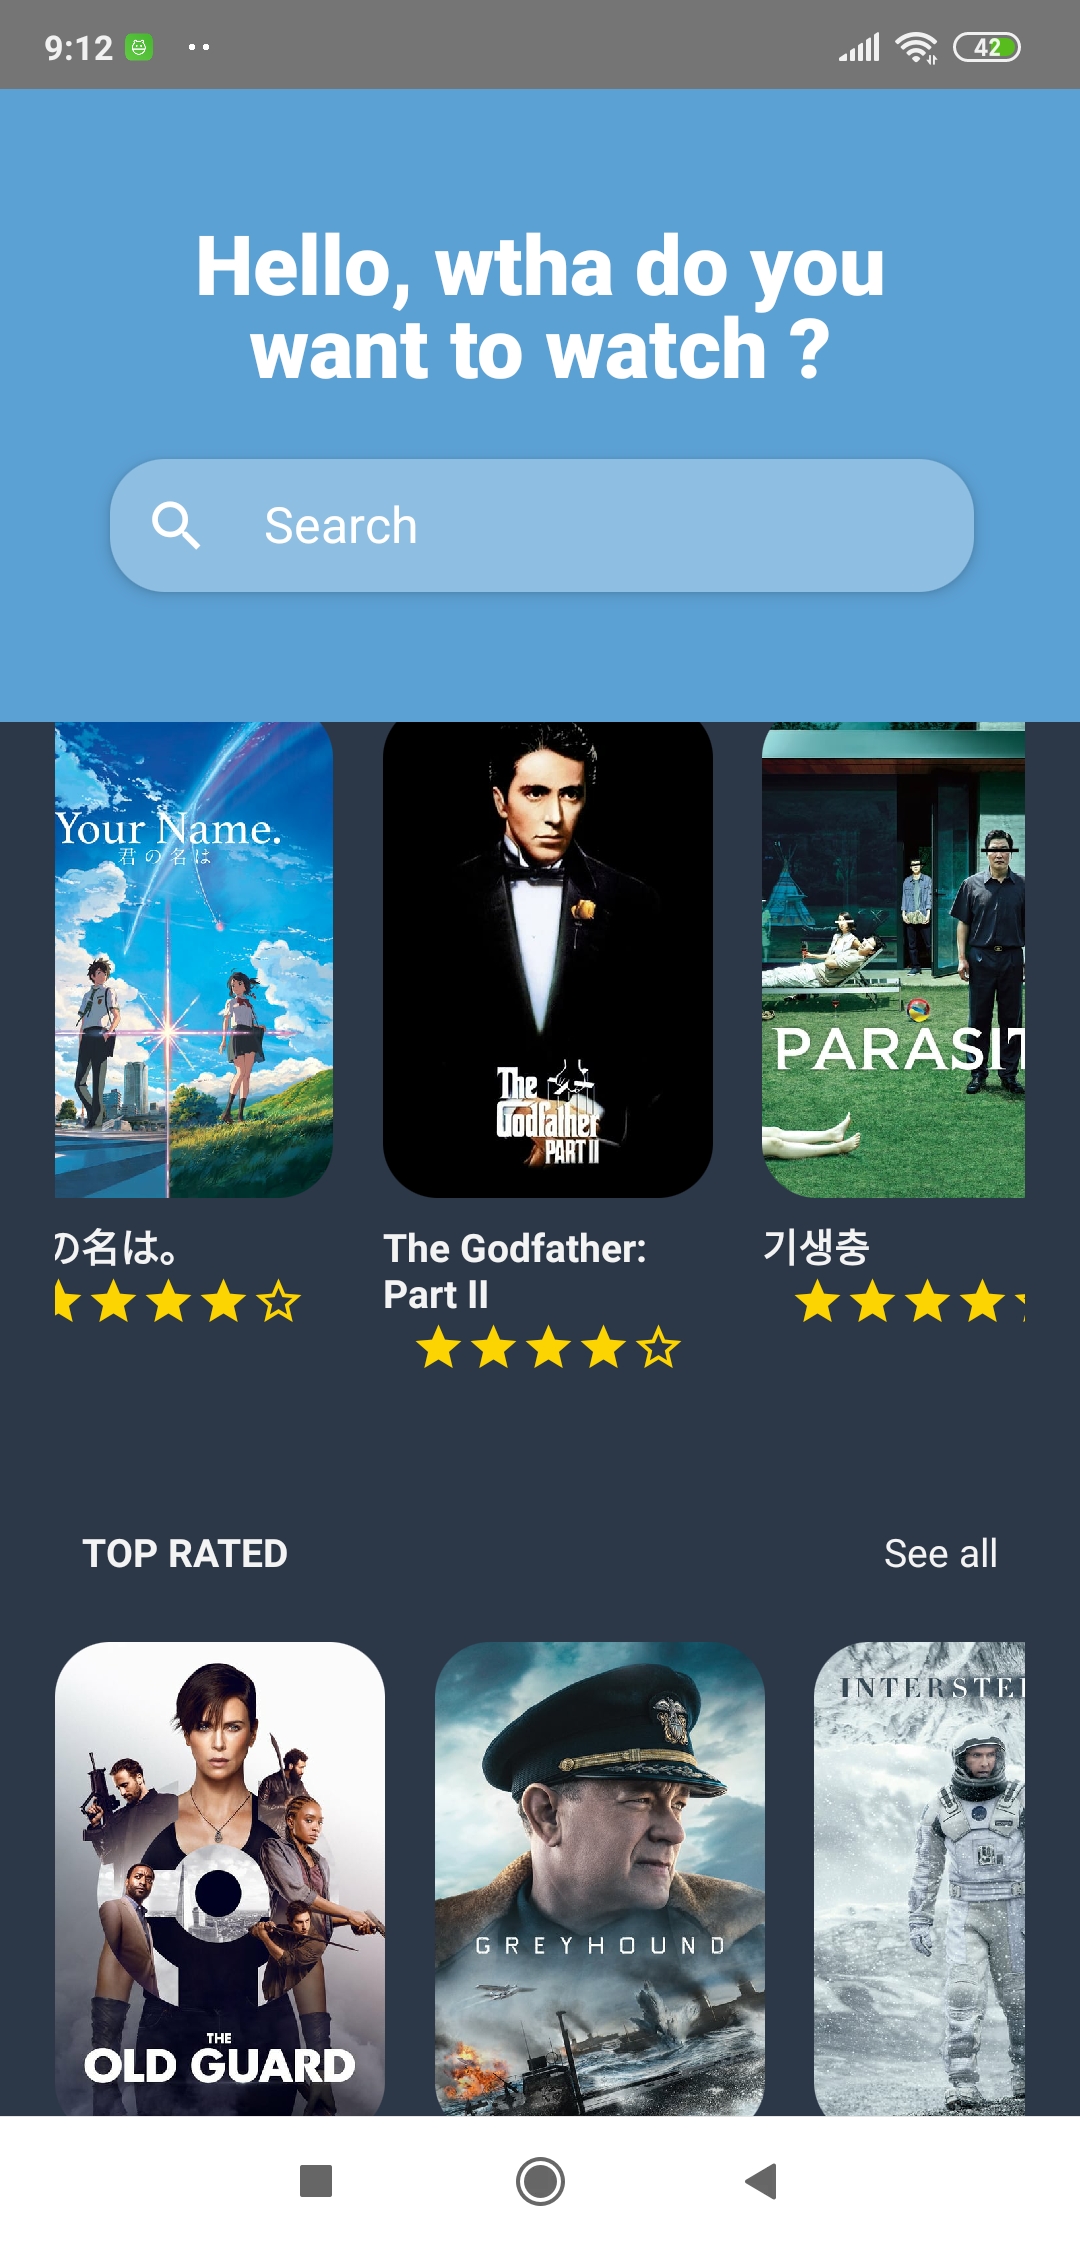 9:12
42
Hello, wtha do you
want to watch ?
Search
Your Name.
君の名は
The
Godfather
PART II
PARASIT
の名は。
The Godfather:
Part II
기생충
TOP RATED
See all
THE
OLD GUARD
GREYHOUND
INTERSTEL